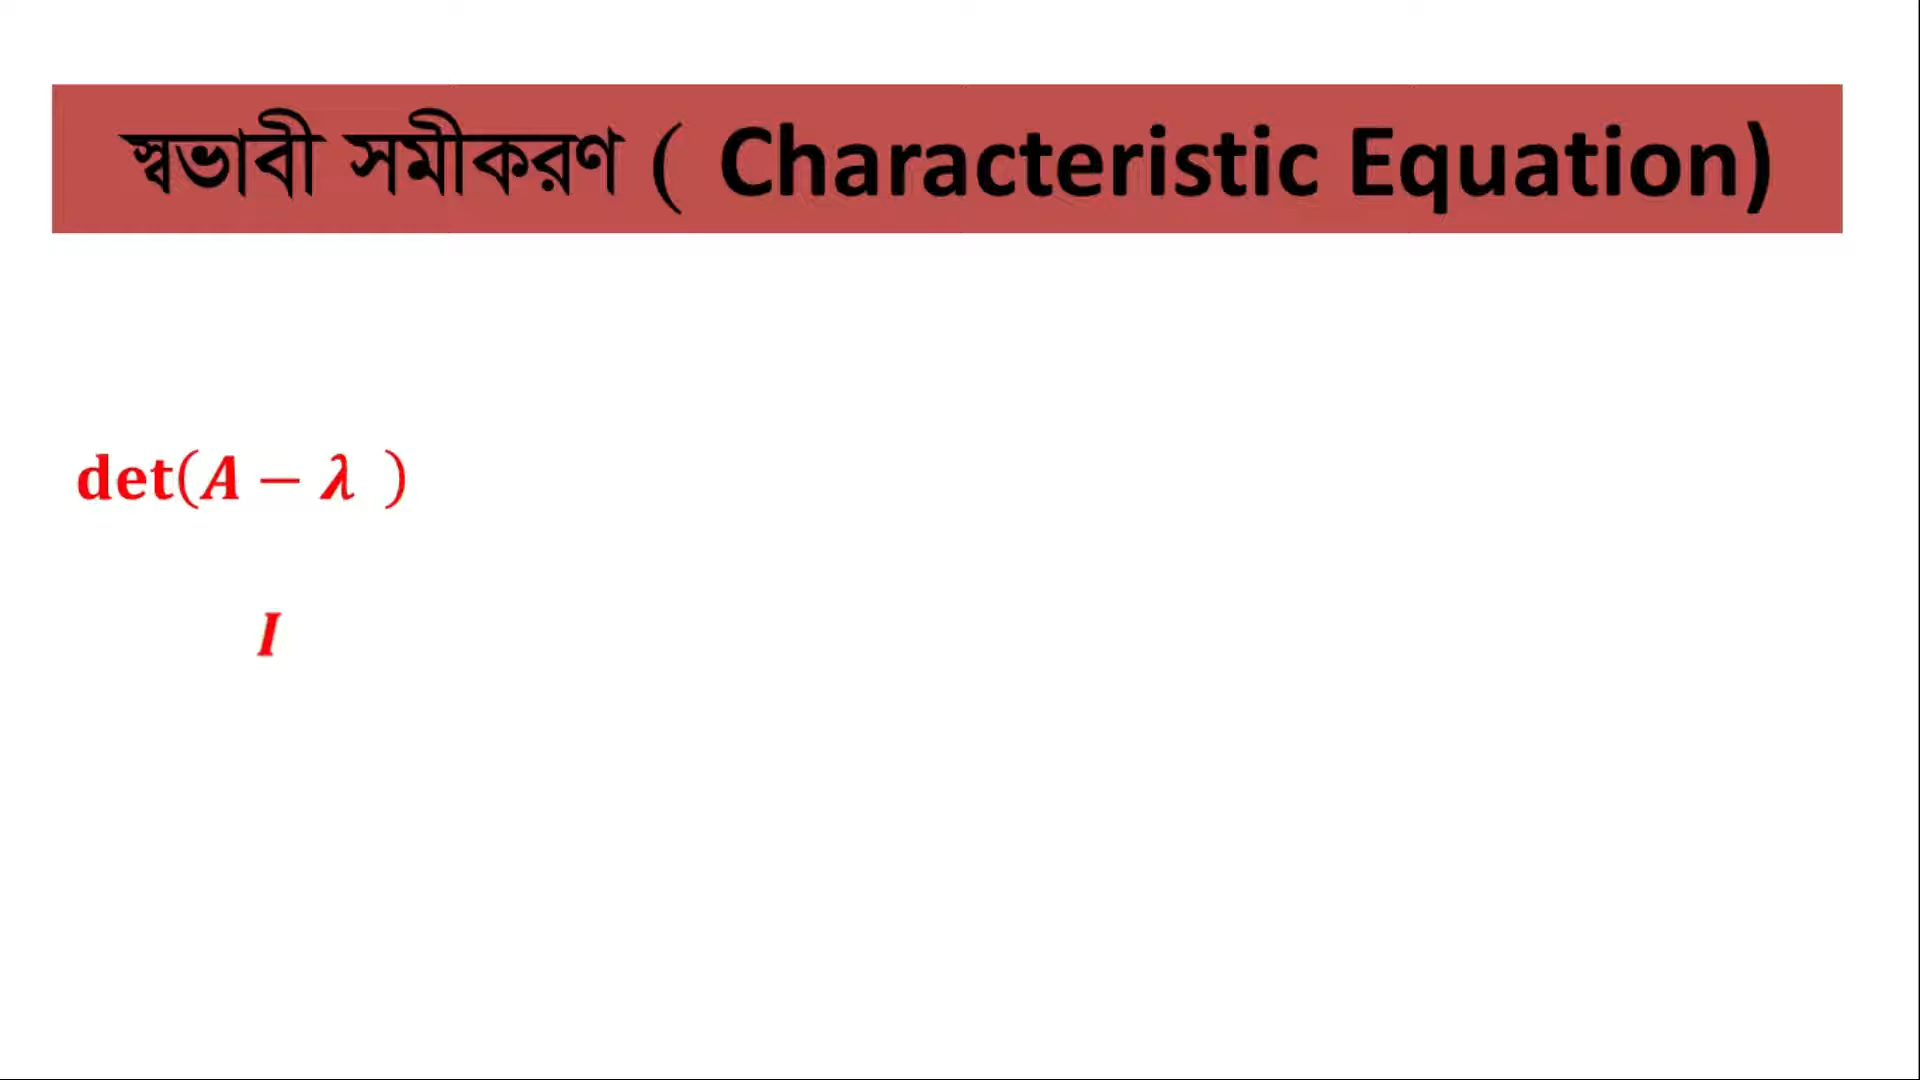 স্বভাবী সমীকরণ ( Characteristic Equation)
det(A − λ )
I